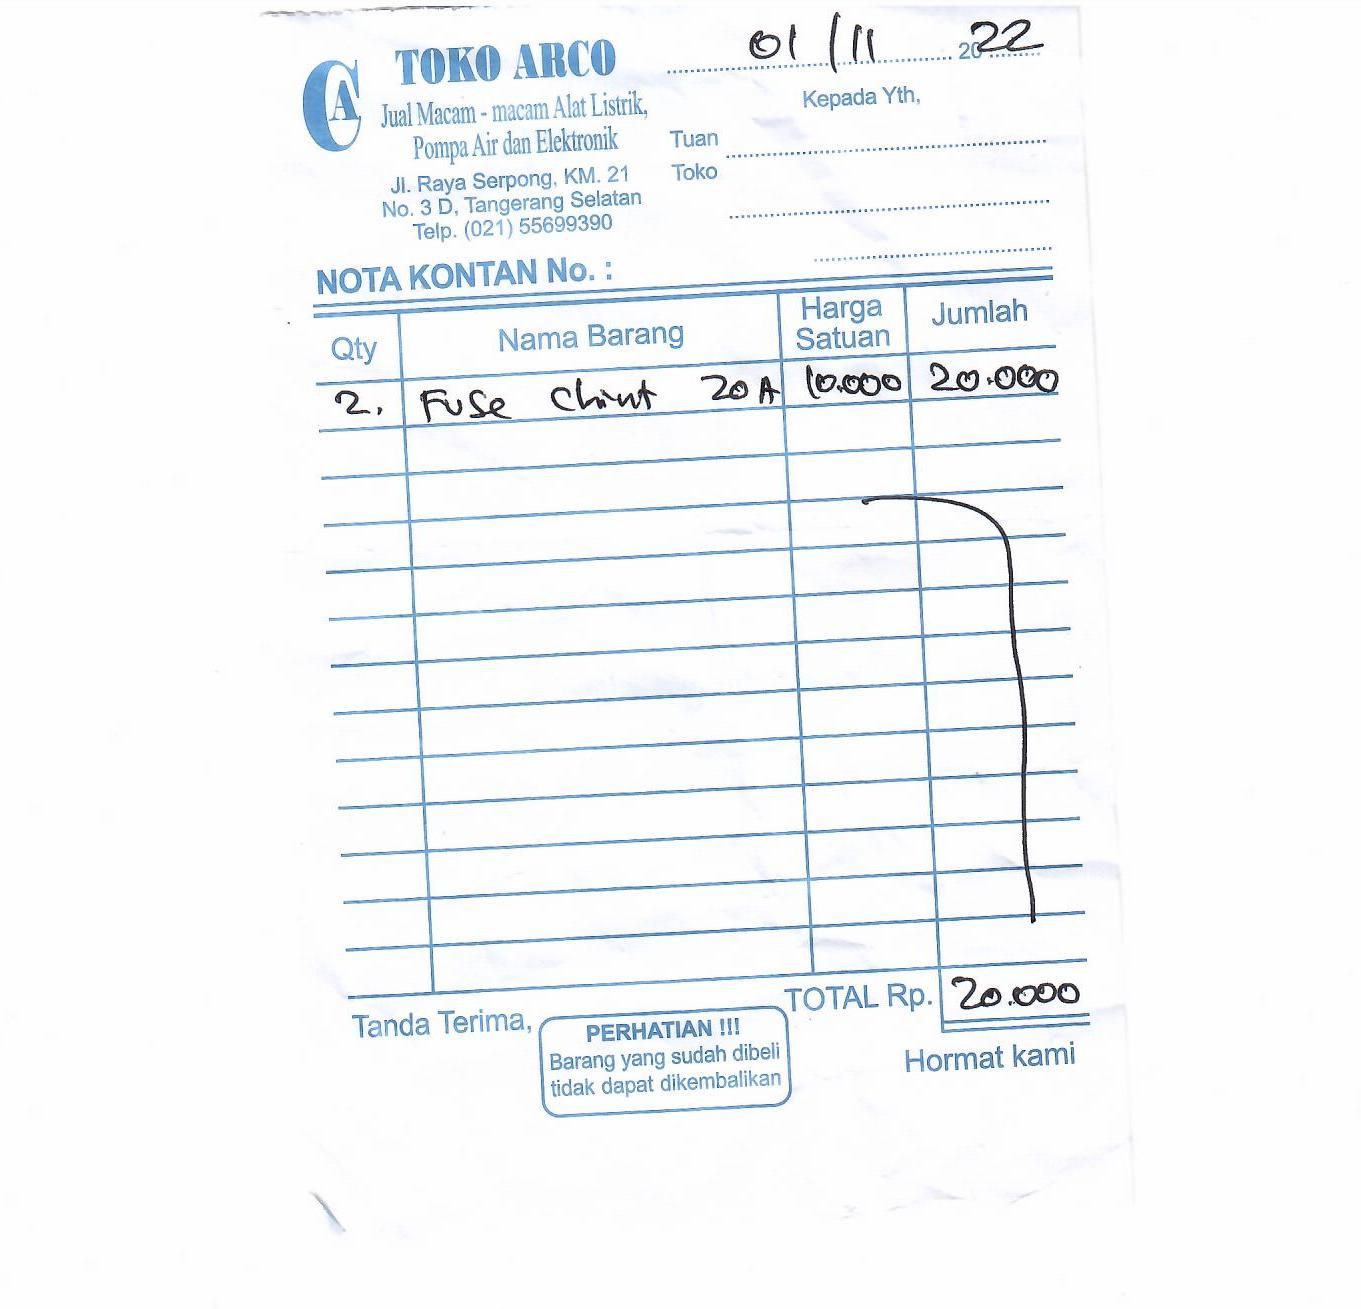 CA
TOKO ARCO
Jual Macam - macam Alat Listrik,
Pompa Air dan Elektronik
Jl. Raya Serpong, KM. 21
No. 3 D, Tangerang Selatan
Telp. (021) 55699390
01/11 2022
Kepada Yth,
Tuan
Toko
NOTA KONTAN No. :
Qty Nama Barang Harga Satuan Jumlah
2. Fuse Chint 20A 10.000 20.000
TOTAL Rp. 20.000
Tanda Terima,
PERHATIAN !!!
Barang yang sudah dibeli
tidak dapat dikembalikan
Hormat kami